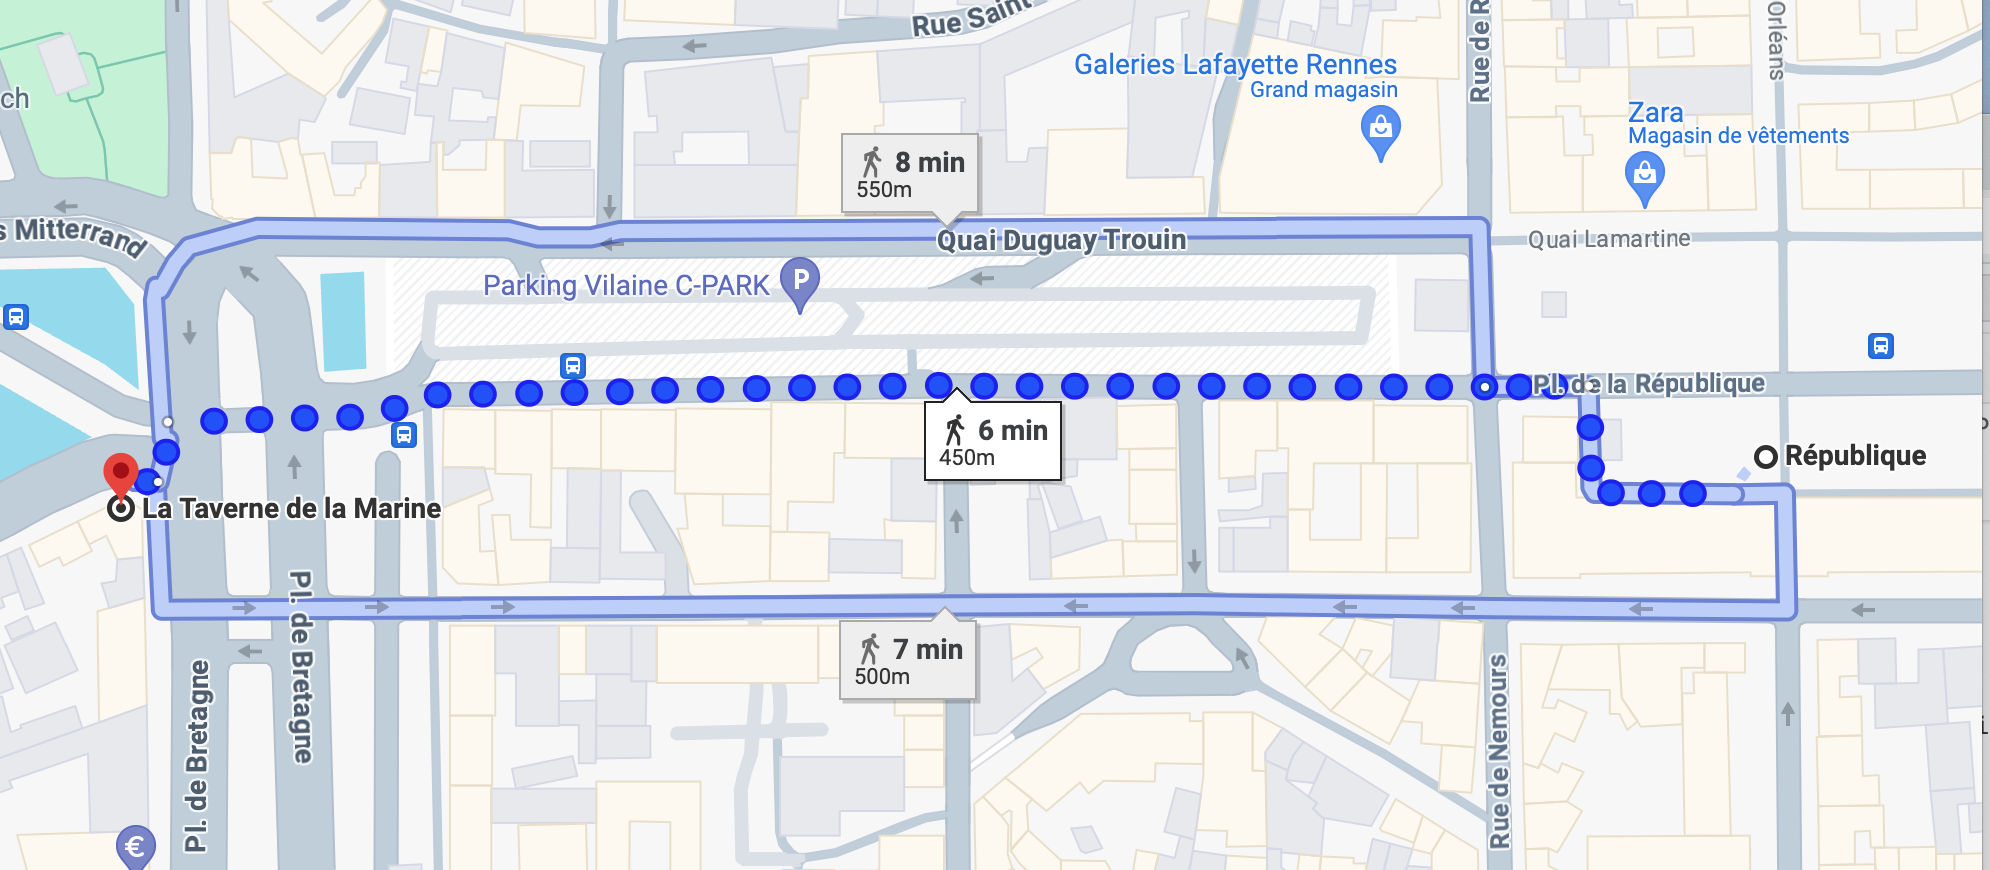 Rue Saint
Rue de R
Orléans
Galeries Lafayette Rennes
Grand magasin
ch
Zara
Magasin de vêtements
8 min
550m
s Mitterrand
Quai Duguay Trouin
Quai Lamartine
Parking Vilaine C-PARK
P
Pl. de la République
6 min
450m
République
La Taverne de la Marine
Pl. de Bretagne
7 min
500m
Pl. de Bretagne
Rue de Nemours
€